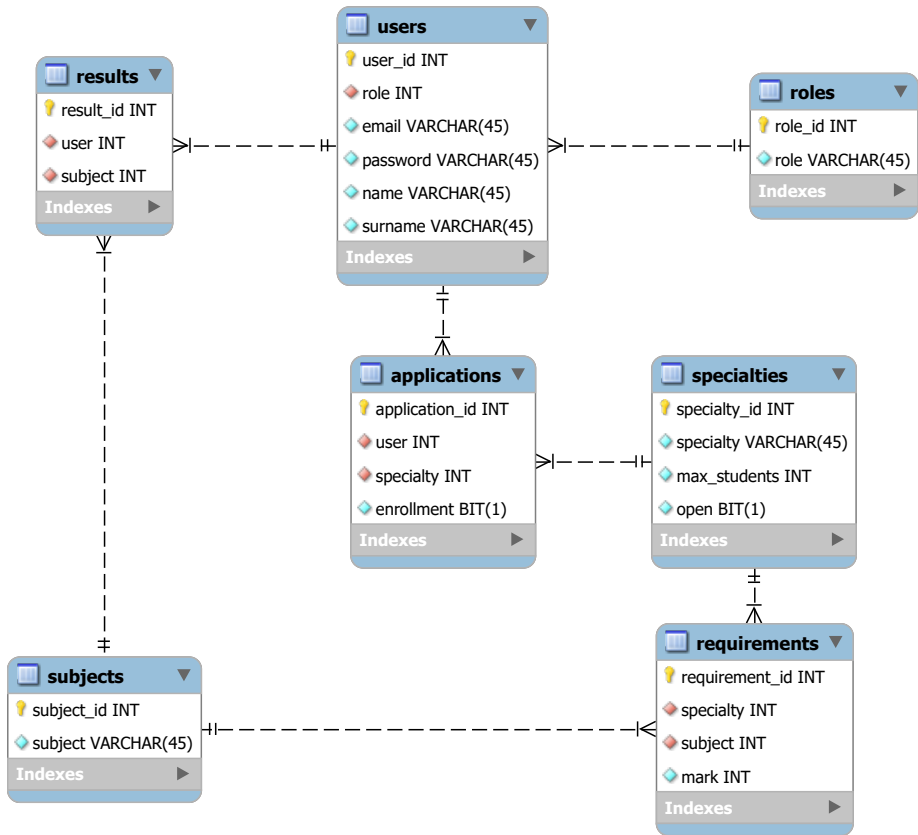 users
user_id INT
role INT
email VARCHAR(45)
password VARCHAR(45)
name VARCHAR(45)
surname VARCHAR(45)
Indexes
results
result_id INT
user INT
subject INT
Indexes
roles
role_id INT
role VARCHAR(45)
Indexes
applications
application_id INT
user INT
specialty INT
enrollment BIT(1)
Indexes
specialties
specialty_id INT
specialty VARCHAR(45)
max_students INT
open BIT(1)
Indexes
subjects
subject_id INT
subject VARCHAR(45)
Indexes
requirements
requirement_id INT
specialty INT
subject INT
mark INT
Indexes